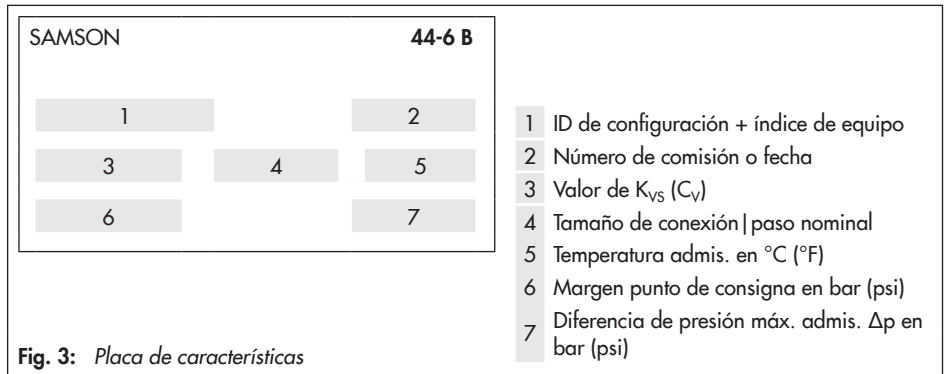 SAMSON 44-6 B
1 2
3 4 5
6 7
1 ID de configuración + índice de equipo
2 Número de comisión o fecha
3 Valor de KVS (CV)
4 Tamaño de conexión|paso nominal
5 Temperatura admis. en °C (°F)
6 Margen punto de consigna en bar (psi)
7 Diferencia de presión máx. admis. Δp en
bar (psi)
Fig. 3: Placa de características